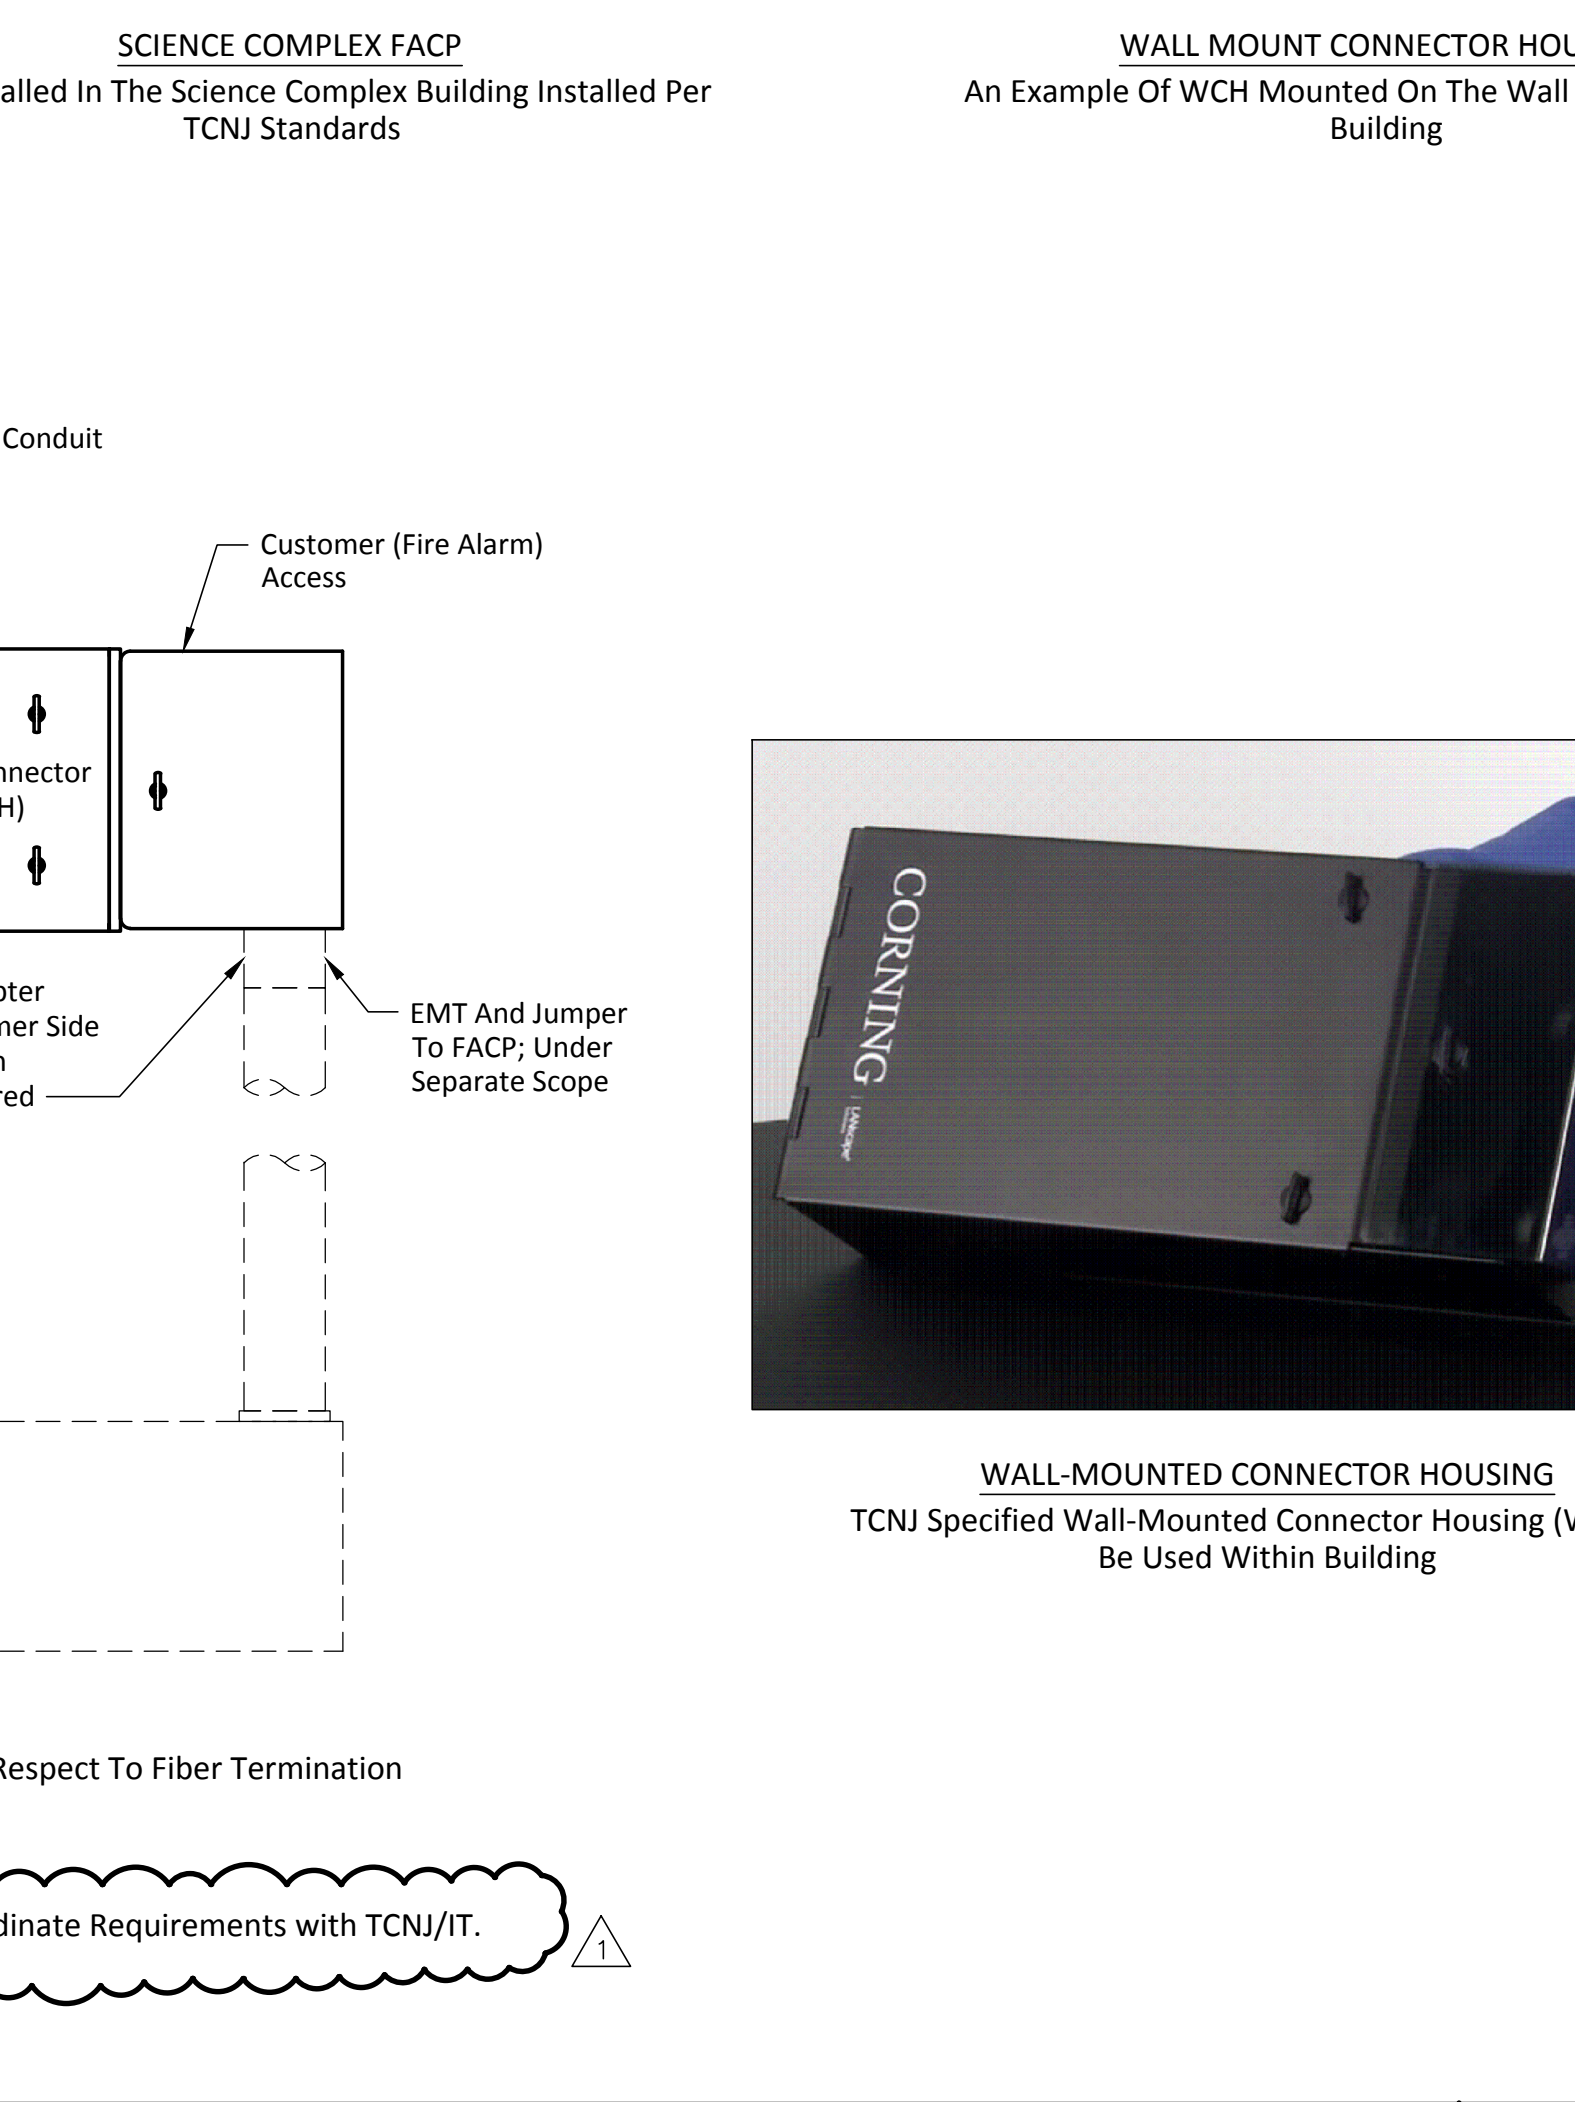 SCIENCE COMPLEX FACP
alled In The Science Complex Building Installed Per
TCNJ Standards
WALL MOUNT CONNECTOR HOU
An Example Of WCH Mounted On The Wall
Building
Conduit
Customer (Fire Alarm)
Access
nnector
H)
pter
mer Side
n
red
EMT And Jumper
To FACP; Under
Separate Scope
CORNING | LANscape
WALL-MOUNTED CONNECTOR HOUSING
TCNJ Specified Wall-Mounted Connector Housing (W
Be Used Within Building
Respect To Fiber Termination
dinate Requirements with TCNJ/IT.
1